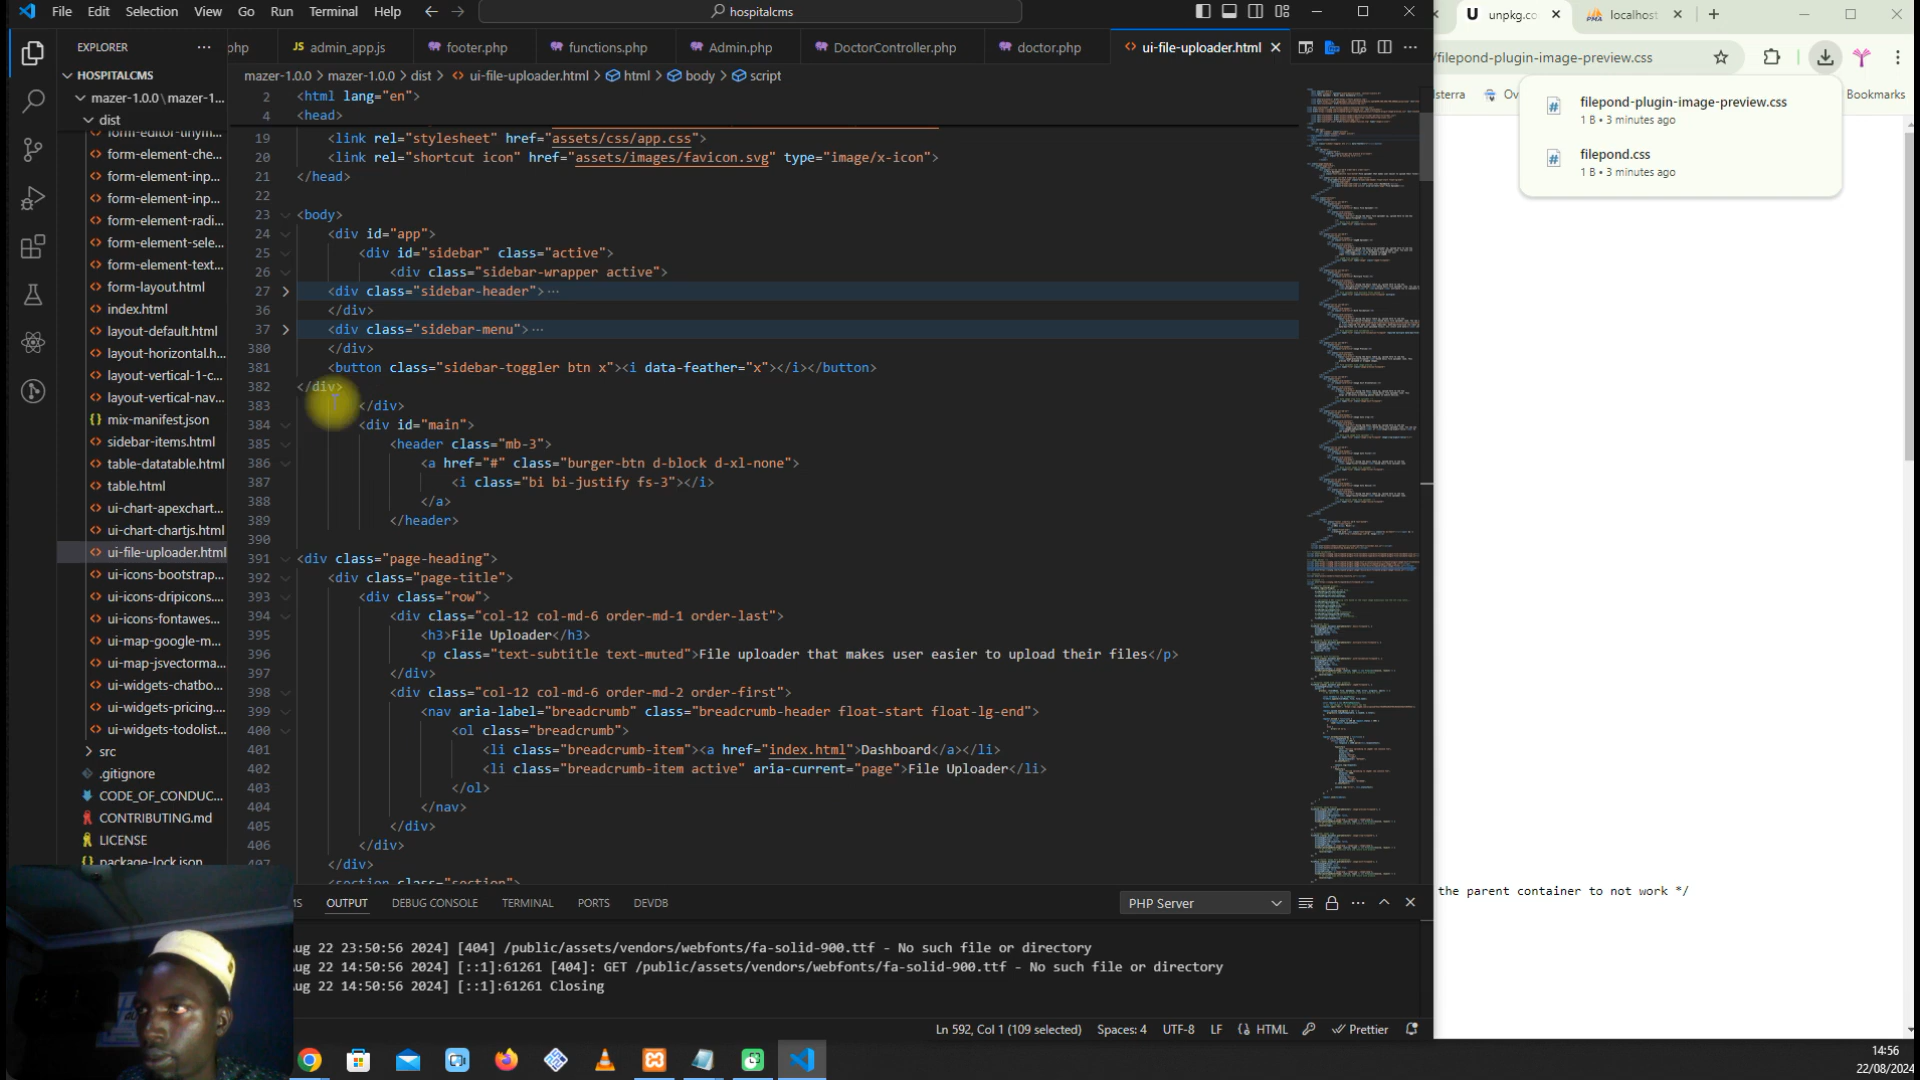 File Edit Selection View Go Run Terminal Help hospitalcms
unpkg.co localhost
EXPLORER
php admin_app.js footer.php functions.php Admin.php DoctorController.php doctor.php ui-file-uploader.html
/filepond-plugin-image-preview.css
HOSPITALCMS
mazer-1.0.0 > mazer-1.0.0 > dist > ui-file-uploader.html > html > body > script
Bookmarks
filepond-plugin-image-preview.css
1 B • 3 minutes ago
filepond.css
1 B • 3 minutes ago
mazer-1.0.0 \ mazer-1...
dist
form-element-che...
form-element-inp...
form-element-inp...
form-element-radi...
form-element-sele...
form-element-text...
form-layout.html
index.html
layout-default.html
layout-horizontal.h...
layout-vertical-1-c...
layout-vertical-nav...
mix-manifest.json
sidebar-items.html
table-datatable.html
table.html
ui-chart-apexchart...
ui-chart-chartjs.html
ui-file-uploader.html
ui-icons-bootstrap...
ui-icons-dripicons....
ui-icons-fontawes...
ui-map-google-m...
ui-map-jsvectorma...
ui-widgets-chatbo...
ui-widgets-pricing....
ui-widgets-todolist...
src
.gitignore
CODE_OF_CONDUC...
CONTRIBUTING.md
LICENSE
package-lock.json
2 <html lang="en">
4 <head>
19 <link rel="stylesheet" href="assets/css/app.css">
20 <link rel="shortcut icon" href="assets/images/favicon.svg" type="image/x-icon">
21 </head>
22
23 <body>
24 <div id="app">
25 <div id="sidebar" class="active">
26 <div class="sidebar-wrapper active">
27 <div class="sidebar-header">⋯
36 </div>
37 <div class="sidebar-menu">⋯
380 </div>
381 <button class="sidebar-toggler btn x"><i data-feather="x"></i></button>
382 </div>
383 </div>
384 <div id="main">
385 <header class="mb-3">
386 <a href="#" class="burger-btn d-block d-xl-none">
387 <i class="bi bi-justify fs-3"></i>
388 </a>
389 </header>
390
391 <div class="page-heading">
392 <div class="page-title">
393 <div class="row">
394 <div class="col-12 col-md-6 order-md-1 order-last">
395 <h3>File Uploader</h3>
396 <p class="text-subtitle text-muted">File uploader that makes user easier to upload their files</p>
397 </div>
398 <div class="col-12 col-md-6 order-md-2 order-first">
399 <nav aria-label="breadcrumb" class="breadcrumb-header float-start float-lg-end">
400 <ol class="breadcrumb">
401 <li class="breadcrumb-item"><a href="index.html">Dashboard</a></li>
402 <li class="breadcrumb-item active" aria-current="page">File Uploader</li>
403 </ol>
404 </nav>
405 </div>
406 </div>
407 </div>
<section class="section">
the parent container to not work */
OUTPUT DEBUG CONSOLE TERMINAL PORTS DEVDB PHP Server
ug 22 23:50:56 2024] [404] /public/assets/vendors/webfonts/fa-solid-900.ttf - No such file or directory
ug 22 14:50:56 2024] [::1]:61261 [404]: GET /public/assets/vendors/webfonts/fa-solid-900.ttf - No such file or directory
ug 22 14:50:56 2024] [::1]:61261 Closing
Ln 592, Col 1 (109 selected) Spaces: 4 UTF-8 LF HTML Prettier
14:56
22/08/2024